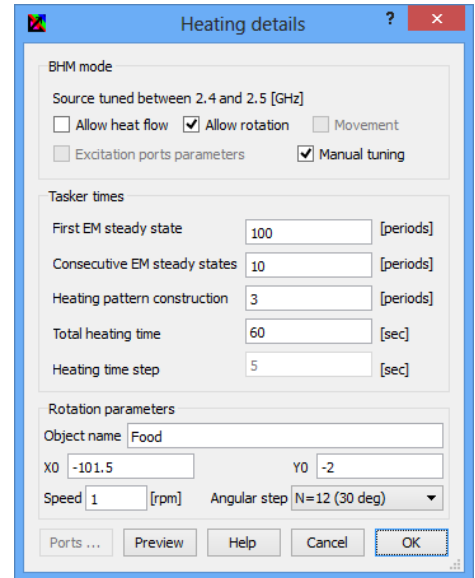 Heating details
? ×
BHM mode
Source tuned between 2.4 and 2.5 [GHz]
Allow heat flow Allow rotation Movement
Excitation ports parameters Manual tuning
Tasker times
First EM steady state 100 [periods]
Consecutive EM steady states 10 [periods]
Heating pattern construction 3 [periods]
Total heating time 60 [sec]
Heating time step 5 [sec]
Rotation parameters
Object name Food
X0 -101.5 Y0 -2
Speed 1 [rpm] Angular step N=12 (30 deg)
Ports ... Preview Help Cancel OK